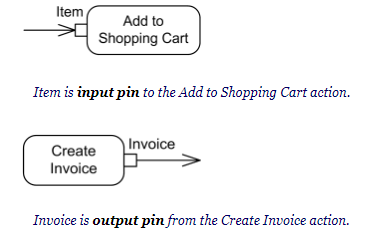 Item
Add to
Shopping Cart
Item is input pin to the Add to Shopping Cart action.
Invoice
Create
Invoice
Invoice is output pin from the Create Invoice action.